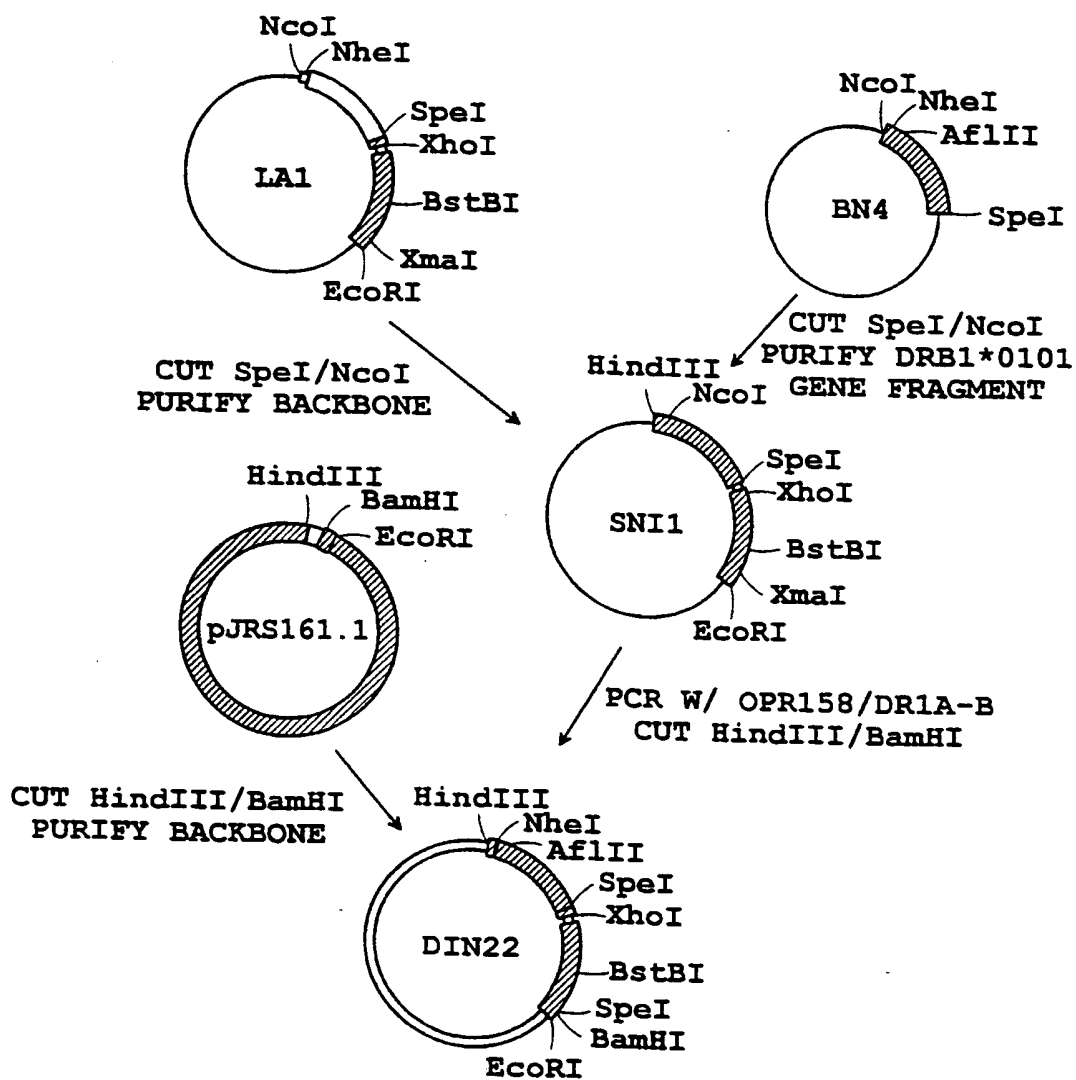 NcoI
NheI
SpeI
XhoI
LA1
BstBI
XmaI
EcoRI
NcoI
NheI
AflII
BN4
SpeI
CUT SpeI/NcoI
PURIFY BACKBONE
CUT SpeI/NcoI
PURIFY DRB1*0101
GENE FRAGMENT
HindIII
NcoI
SpeI
XhoI
SNI1
BstBI
XmaI
EcoRI
HindIII
BamHI
EcoRI
pJRS161.1
PCR W/ OPR158/DR1A-B
CUT HindIII/BamHI
CUT HindIII/BamHI
PURIFY BACKBONE
HindIII
NheI
AflII
SpeI
XhoI
DIN22
BstBI
SpeI
BamHI
EcoRI